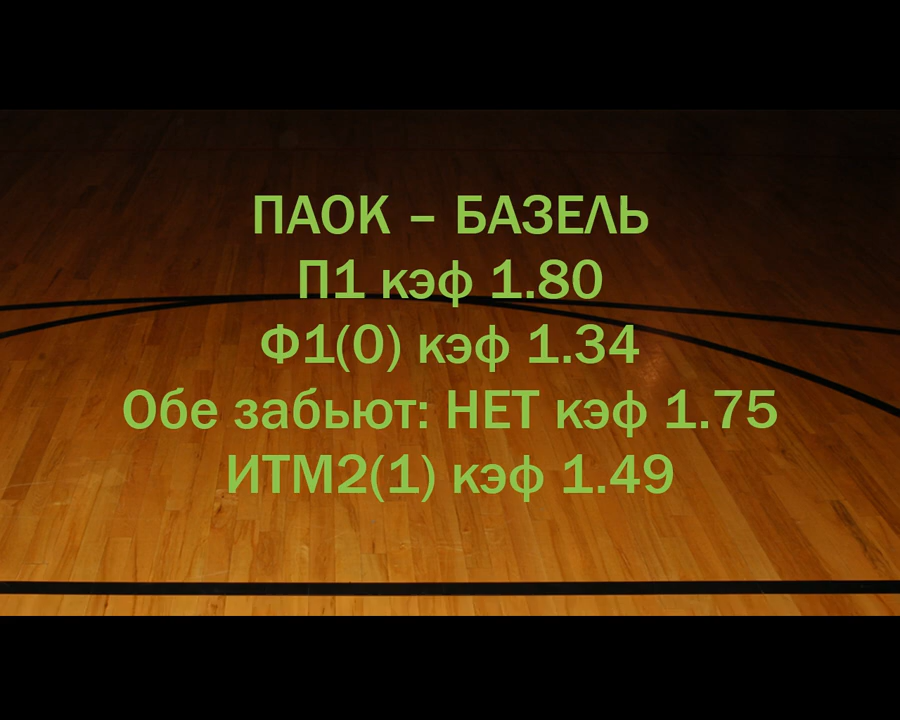 ПАОК – БАЗЕЛЬ
П1 кэф 1.80
Ф1(0) кэф 1.34
Обе забьют: НЕТ кэф 1.75
ИТМ2(1) кэф 1.49